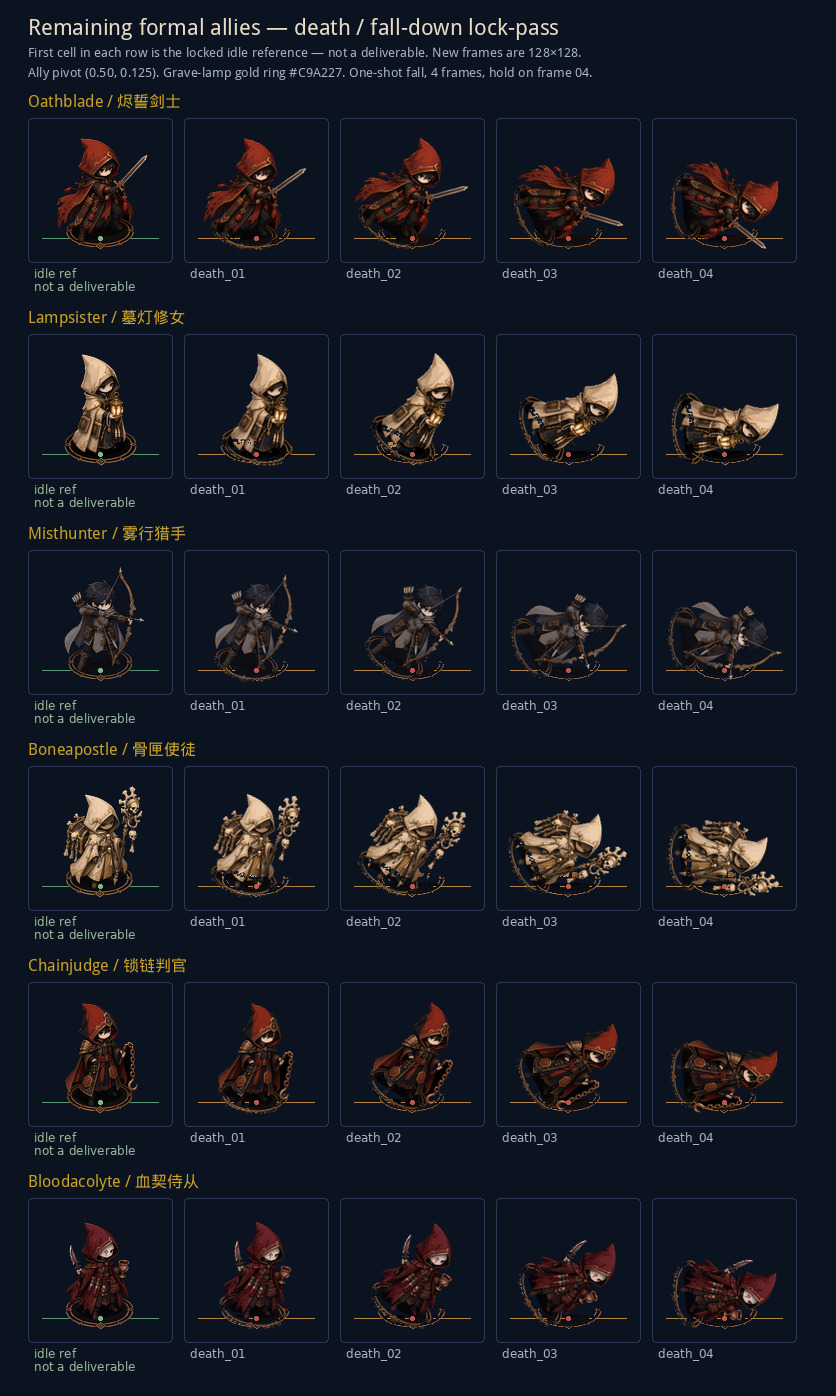 Remaining formal allies — death / fall-down lock-pass
First cell in each row is the locked idle reference — not a deliverable. New frames are 128×128.
Ally pivot (0.50, 0.125). Grave-lamp gold ring #C9A227. One-shot fall, 4 frames, hold on frame 04.
Oathblade / 烬誓剑士
idle ref
not a deliverable
death_01
death_02
death_03
death_04
Lampsister / 墓灯修女
idle ref
not a deliverable
death_01
death_02
death_03
death_04
Misthunter / 雾行猎手
idle ref
not a deliverable
death_01
death_02
death_03
death_04
Boneapostle / 骨匣使徒
idle ref
not a deliverable
death_01
death_02
death_03
death_04
Chainjudge / 锁链判官
idle ref
not a deliverable
death_01
death_02
death_03
death_04
Bloodacolyte / 血契侍从
idle ref
not a deliverable
death_01
death_02
death_03
death_04